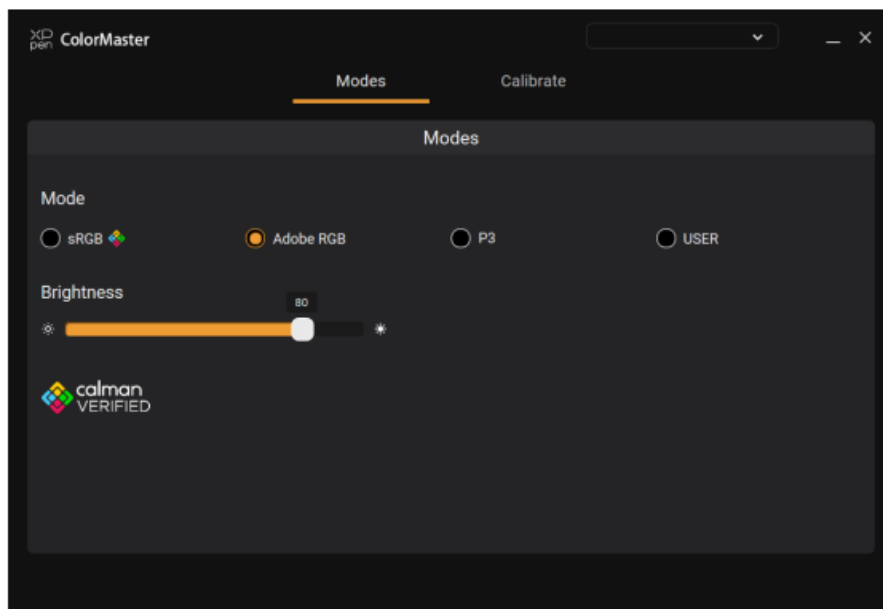 XP
pen ColorMaster
Modes Calibrate
Modes
Mode
sRGB Adobe RGB P3 USER
Brightness
80
calman
VERIFIED